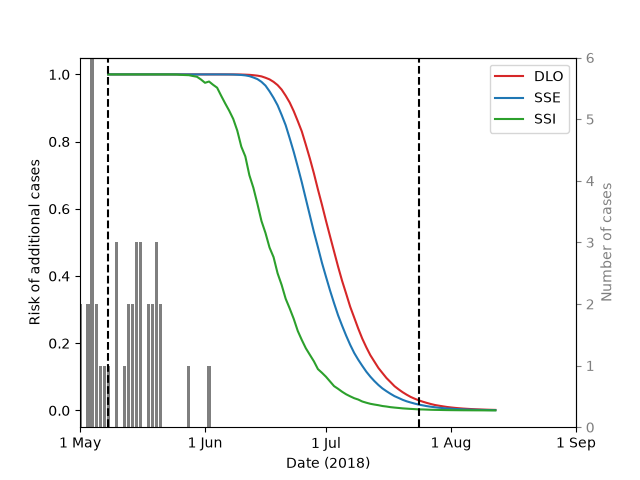 DLO
SSE
SSI
1.0
0.8
0.6
0.4
0.2
0.0
Risk of additional cases
6
5
4
3
2
1
0
Number of cases
1 May
1 Jun
1 Jul
1 Aug
1 Sep
Date (2018)